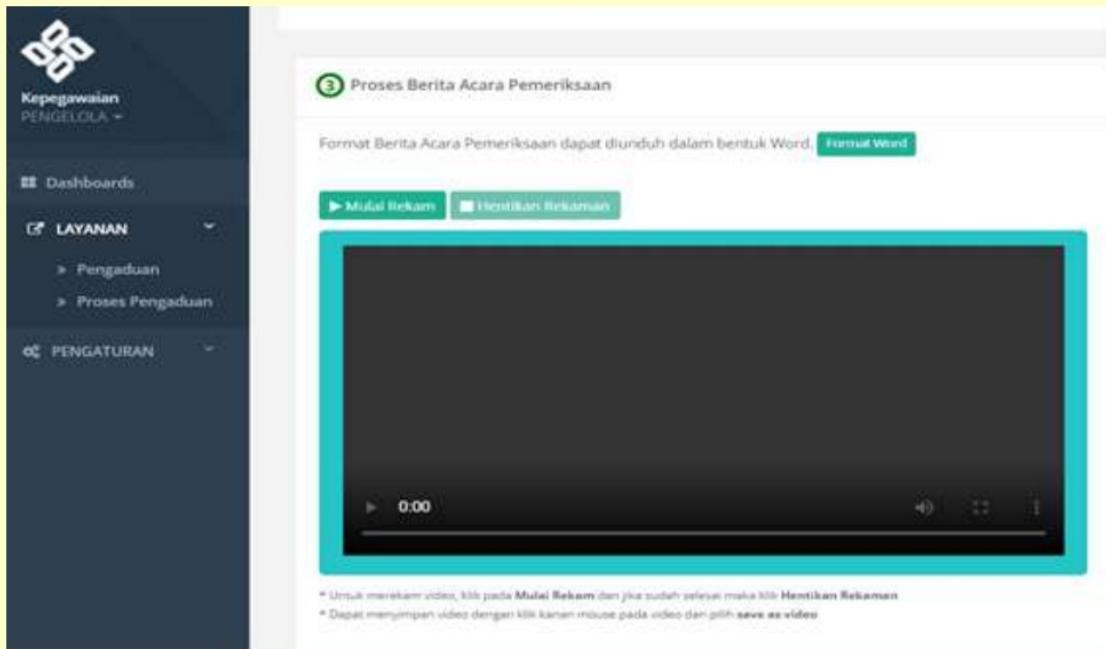 Kepegawaian
PENGELOLA
Dashboards
LAYANAN
» Pengaduan
» Proses Pengaduan
PENGATURAN
3 Proses Berita Acara Pemeriksaan
Format Berita Acara Pemeriksaan dapat diunduh dalam bentuk Word. Format Word
Mulai Rekam Hentikan Rekaman
0:00
* Untuk merekam video, klik pada Mulai Rekam dan jika sudah selesai maka klik Hentikan Rekaman
* Dapat menyimpan video dengan klik kanan mouse pada video dan pilih save as video